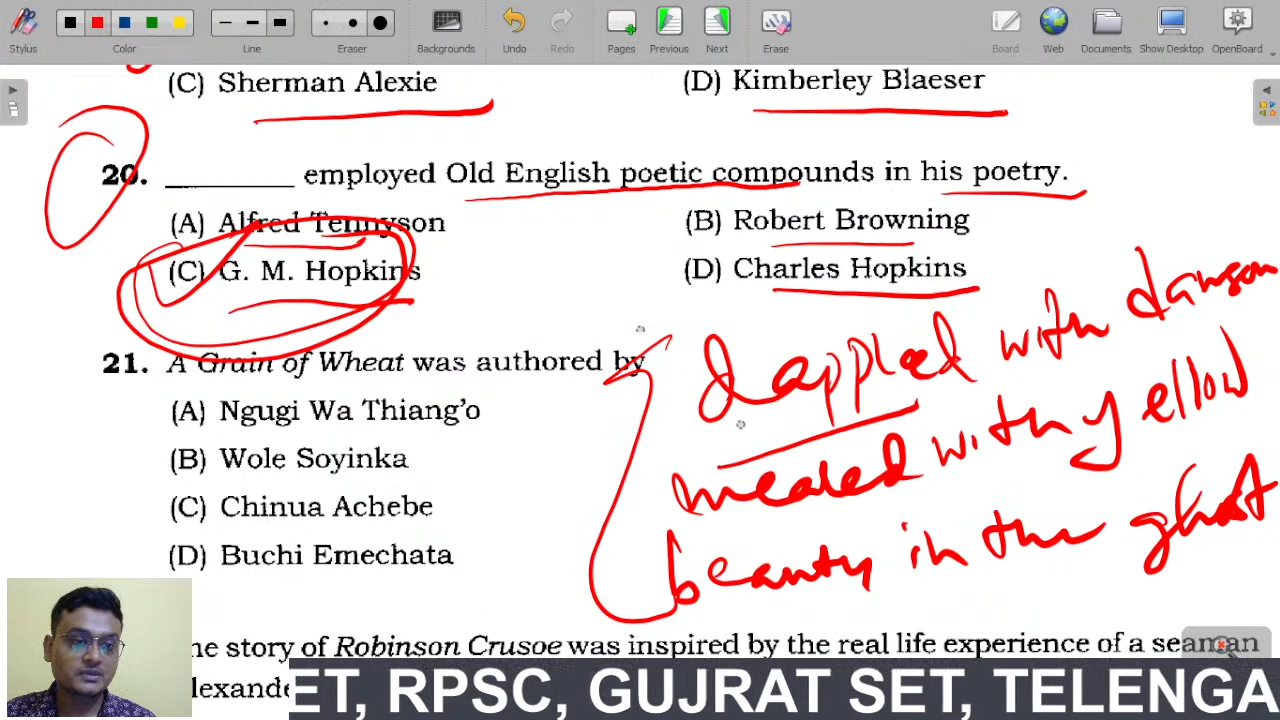 Stylus Color Line Eraser Backgrounds Undo Redo Pages Previous Next Erase Board Web Documents Show Desktop OpenBoard
(C) Sherman Alexie (D) Kimberley Blaeser
20. ________ employed Old English poetic compounds in his poetry.
(A) Alfred Tennyson (B) Robert Browning
(C) G. M. Hopkins (D) Charles Hopkins
21. A Grain of Wheat was authored by
(A) Ngugi Wa Thiang'o
(B) Wole Soyinka
(C) Chinua Achebe
(D) Buchi Emechata
dappled with damson
mealed with yellow
beauty in the ghost
he story of Robinson Crusoe was inspired by the real life experience of a seaman
lexande
ET, RPSC, GUJRAT SET, TELENGA